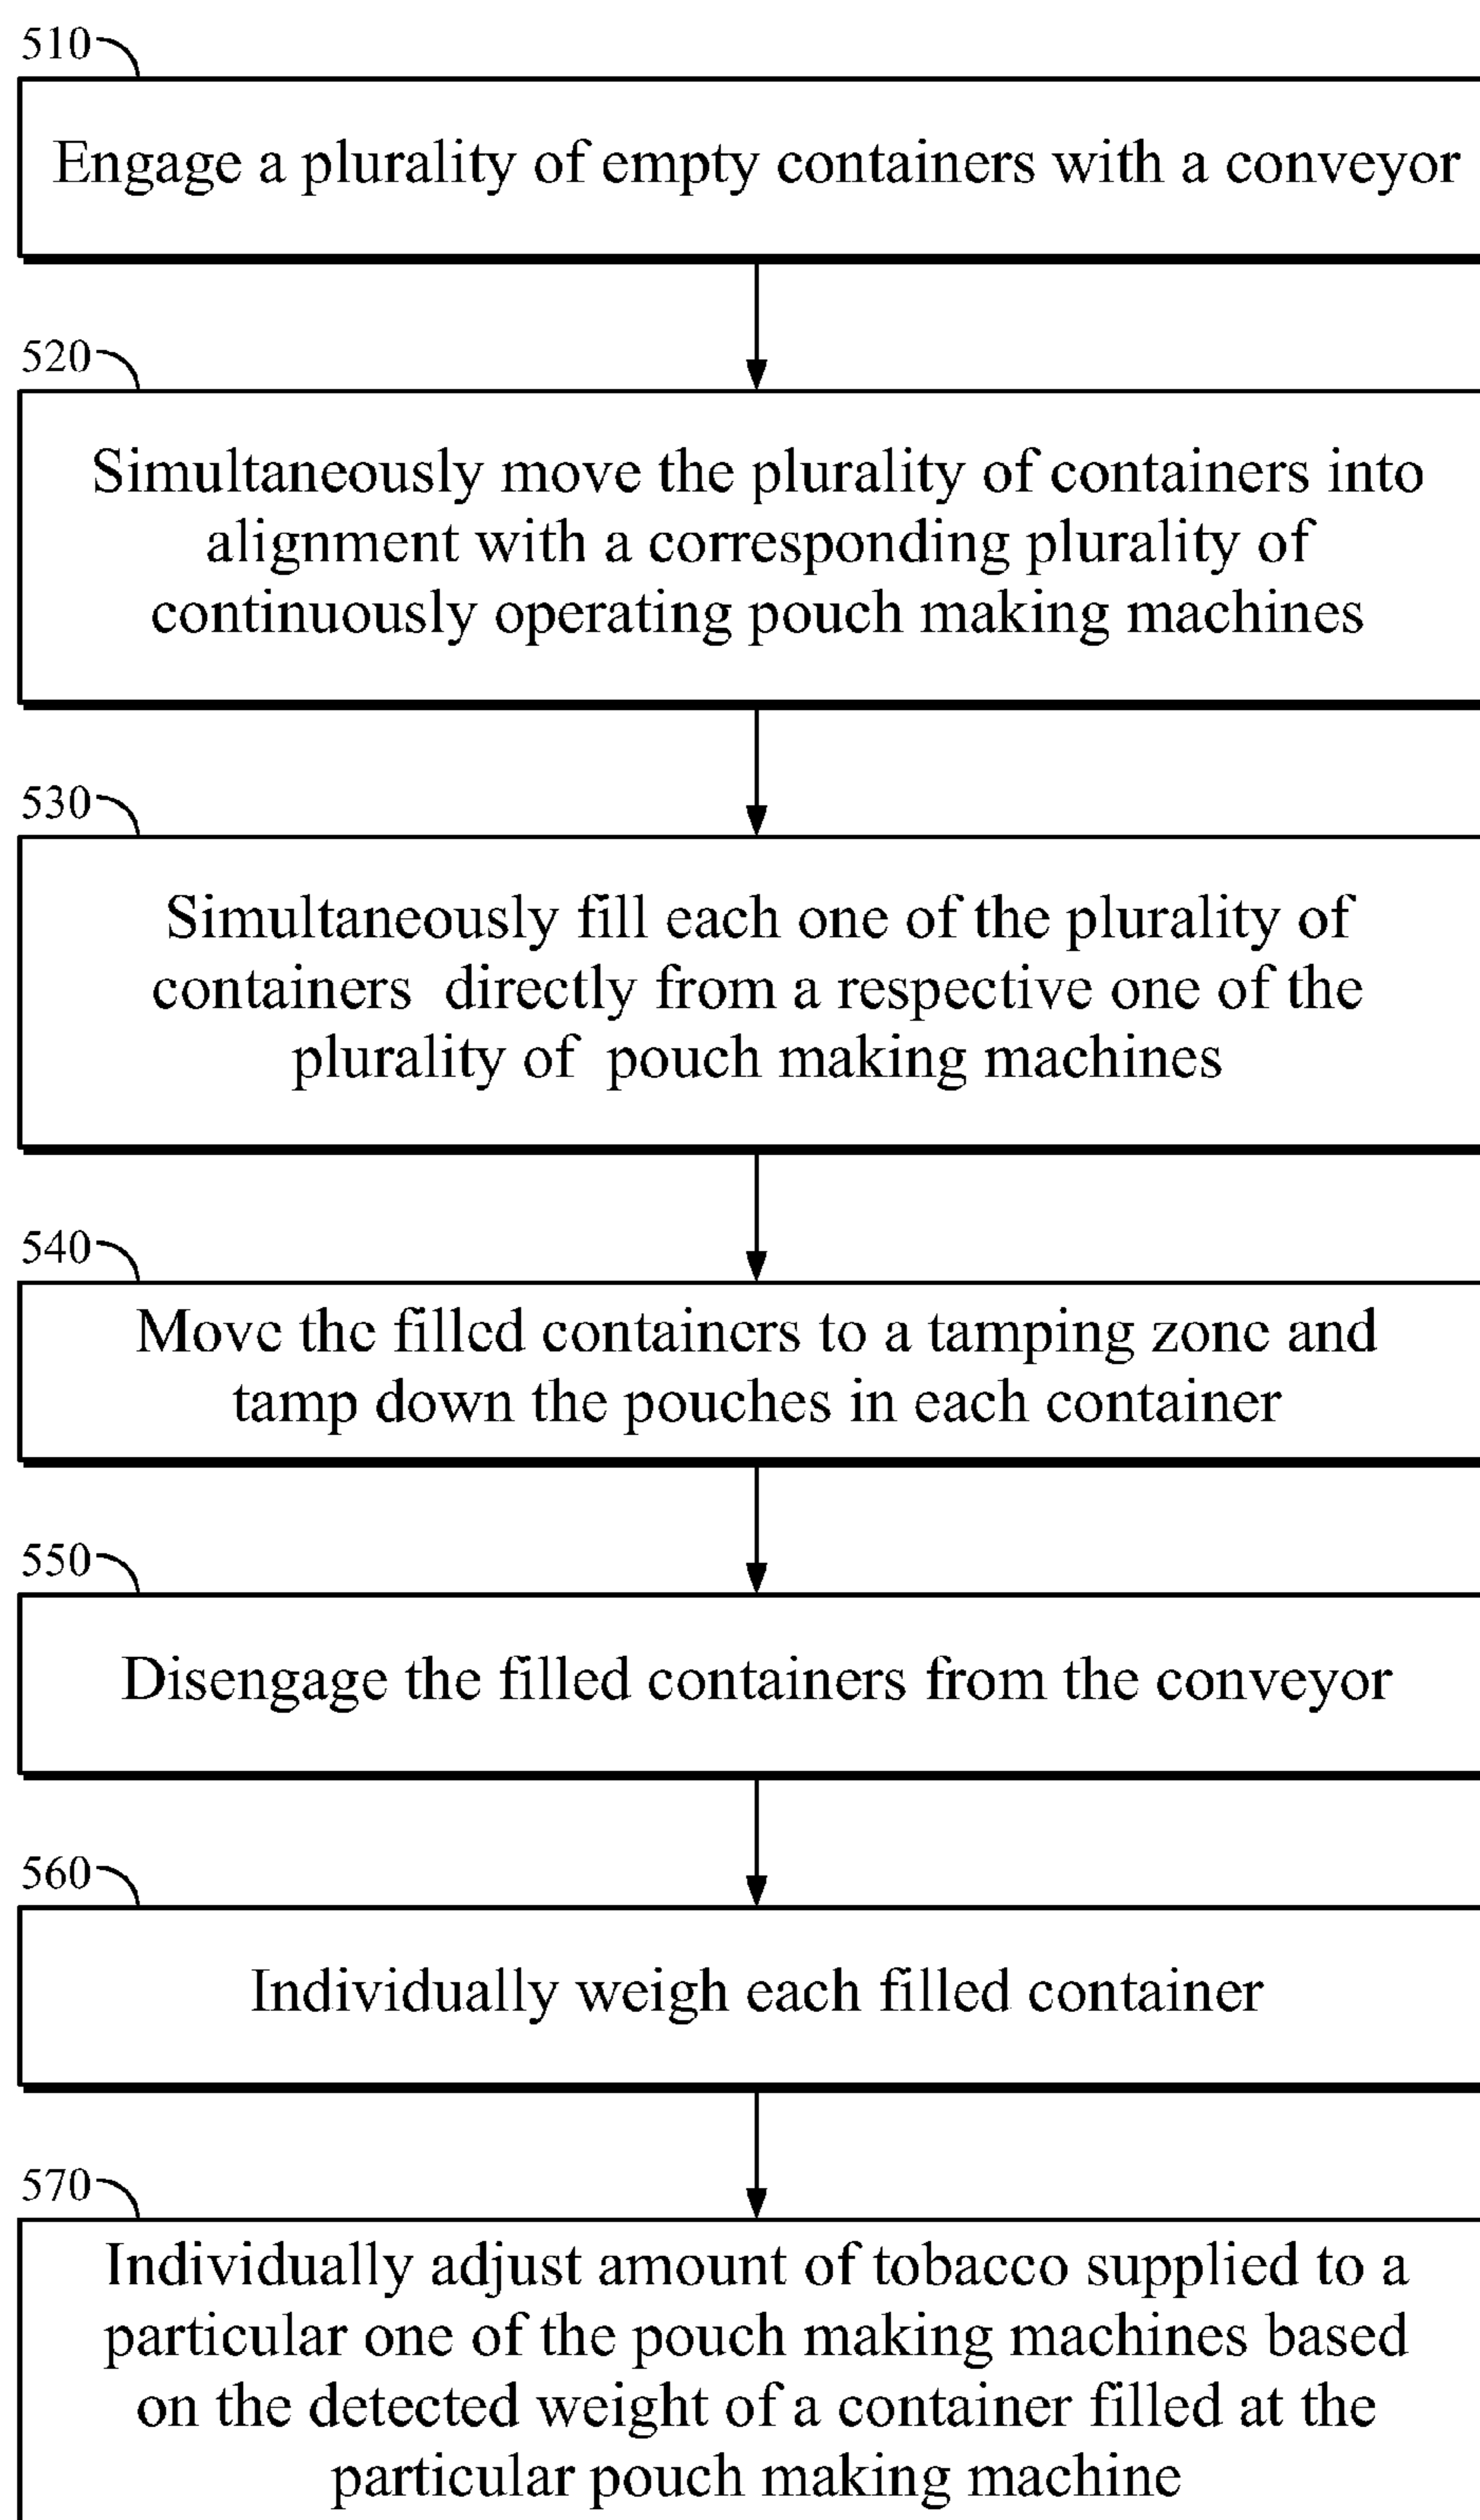 510
Engage a plurality of empty containers with a conveyor
520
Simultaneously move the plurality of containers into
alignment with a corresponding plurality of
continuously operating pouch making machines
530
Simultaneously fill each one of the plurality of
containers directly from a respective one of the
plurality of pouch making machines
540
Move the filled containers to a tamping zone and
tamp down the pouches in each container
550
Disengage the filled containers from the conveyor
560
Individually weigh each filled container
570
Individually adjust amount of tobacco supplied to a
particular one of the pouch making machines based
on the detected weight of a container filled at the
particular pouch making machine